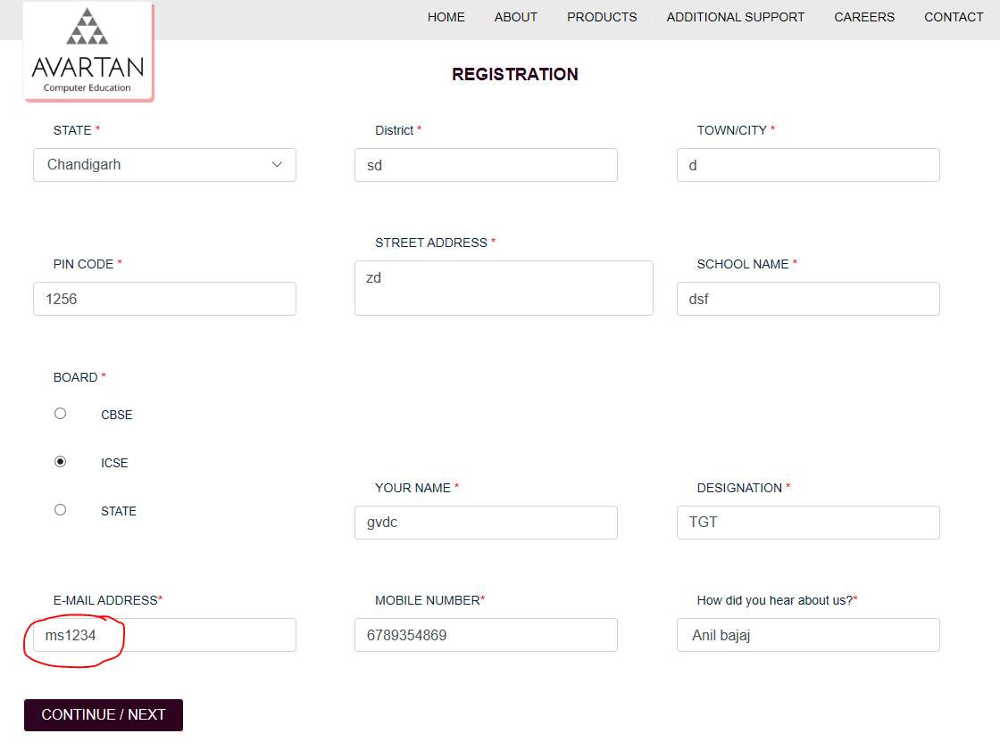 HOME ABOUT PRODUCTS ADDITIONAL SUPPORT CAREERS CONTACT
AVARTAN
Computer Education
REGISTRATION
STATE * District * TOWN/CITY *
Chandigarh sd d
STREET ADDRESS *
PIN CODE * SCHOOL NAME *
zd
1256 dsf
BOARD *
CBSE
ICSE
YOUR NAME * DESIGNATION *
STATE
gvdc TGT
E-MAIL ADDRESS* MOBILE NUMBER* How did you hear about us?*
ms1234 6789354869 Anil bajaj
CONTINUE / NEXT